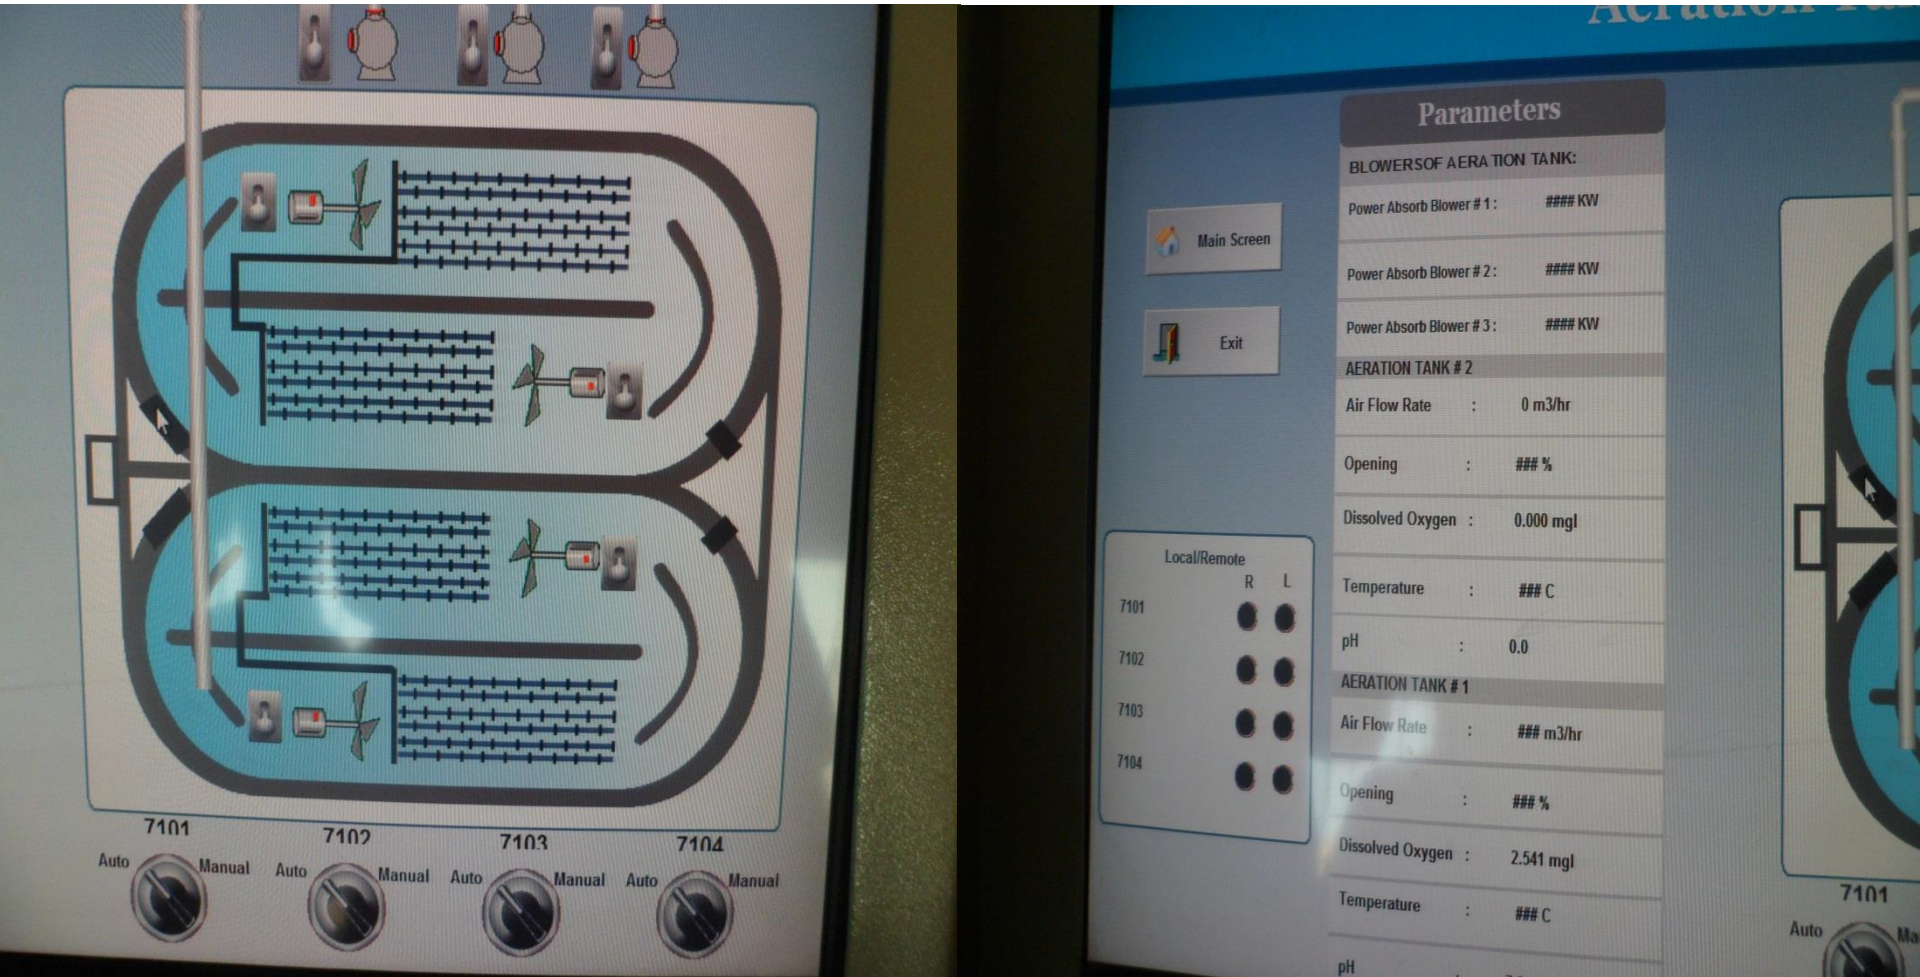 7101
7102
7103
7104
Auto
Manual
Auto
Manual
Auto
Manual
Auto
Manual
Aeration
Parameters
BLOWERSOF AERATION TANK:
Power Absorb Blower # 1 : #### KW
Power Absorb Blower # 2 : #### KW
Power Absorb Blower # 3 : #### KW
AERATION TANK # 2
Air Flow Rate : 0 m3/hr
Opening : ### %
Dissolved Oxygen : 0.000 mgl
Temperature : ### C
pH : 0.0
AERATION TANK # 1
Air Flow Rate : ### m3/hr
Opening : ### %
Dissolved Oxygen : 2.541 mgl
Temperature : ### C
pH :
Main Screen
Exit
Local/Remote
R L
7101
7102
7103
7104
7101
Auto
Ma